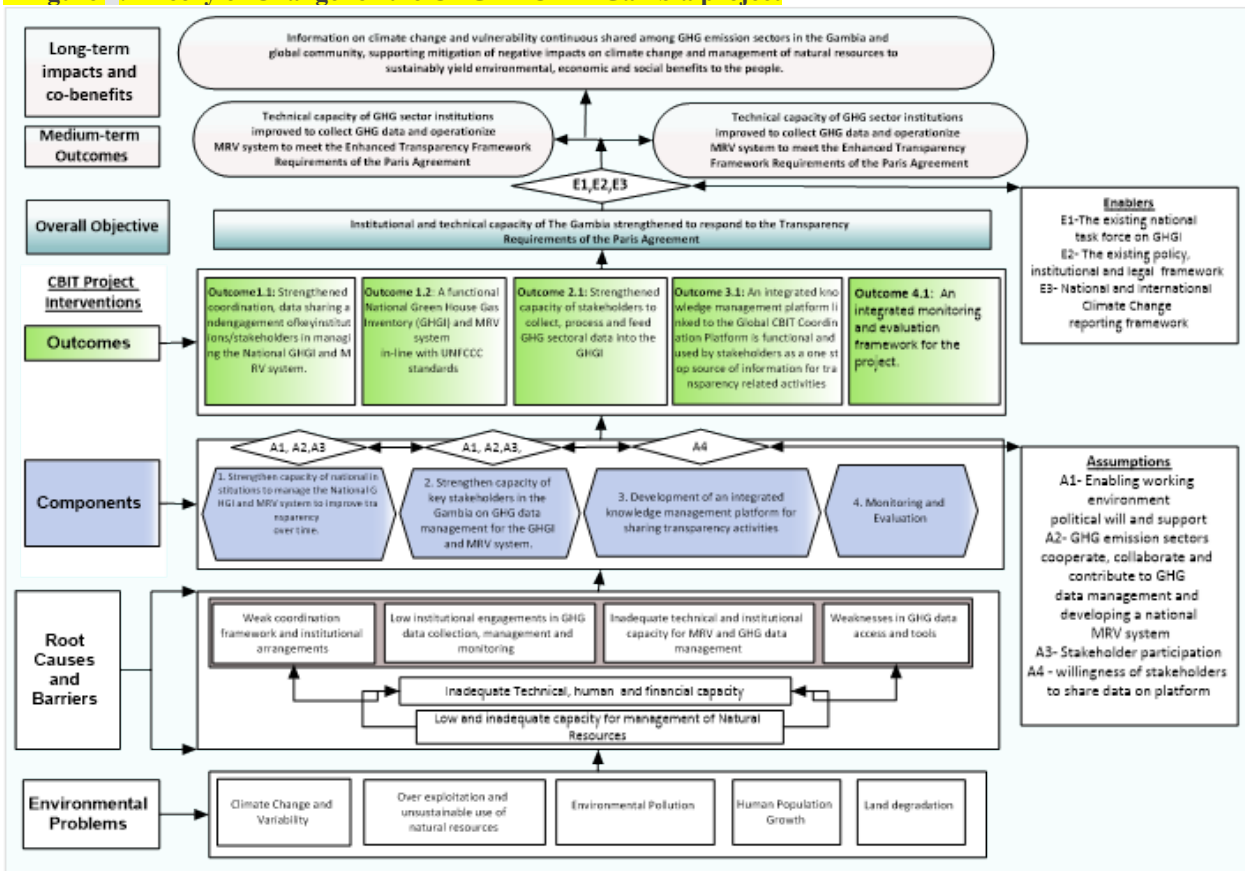 Long-term
impacts and
co-benefits
Information on climate change and vulnerability continuous shared among GHG emission sectors in the Gambia and
global community, supporting mitigation of negative impacts on climate change and management of natural resources to
sustainably yield environmental, economic and social benefits to the people.
Medium-term
Outcomes
Technical capacity of GHG sector institutions
improved to collect GHG data and operationize
MRV system to meet the Enhanced Transparency Framework
Requirements of the Paris Agreement
Technical capacity of GHG sector institutions
improved to collect GHG data and operationize
MRV system to meet the Enhanced Transparency
Framework Requirements of the Paris Agreement
E1,E2,E3
Overall Objective
Institutional and technical capacity of The Gambia strengthened to respond to the Transparency
Requirements of the Paris Agreement
Enablers
E1-The existing national
task force on GHGI
E2- The existing policy,
institutional and legal framework
E3- National and International
Climate Change
reporting framework
CBIT Project
Interventions
Outcomes
Outcome1.1: Strengthened
coordination, data sharing a
ndengagement ofkeyinstitut
ions/stakeholders in managi
ng the National GHGI and M
RV system.
Outcome 1.2: A functional
National Green House Gas
Inventory (GHGI) and MRV
system
in-line with UNFCCC
standards
Outcome 2.1: Strengthened
capacity of stakeholders to
collect, process and feed
GHG sectoral data into the
GHGI
Outcome 3.1: An integrated kno
wledge management platform li
nked to the Global CBIT Coordin
ation Platform is functional and
used by stakeholders as a one st
op source of information for tra
nsparency related activities
Outcome 4.1: An
integrated monitoring
and evaluation
framework for the
project.
A1, A2,A3
A1, A2,A3,
A4
Components
1. Strengthen capacity of national in
stitutions to manage the National G
HGI and MRV system to improve tra
nsparency
over time.
2. Strengthen capacity of
key stakeholders in the
Gambia on GHG data
management for the GHGI
and MRV system.
3. Development of an integrated
knowledge management platform for
sharing transparency activities
4. Monitoring and
Evaluation
Assumptions
A1- Enabling working
environment
political will and support
A2- GHG emission sectors
cooperate, collaborate and
contribute to GHG
data management and
developing a national
MRV system
A3- Stakeholder participation
A4 - willingness of stakeholders
to share data on platform
Root
Causes
and
Barriers
Weak coordination
framework and institutional
arrangements
Low institutional engagements in GHG
data collection, management and
monitoring
Inadequate technical and institutional
capacity for MRV and GHG data
management
Weaknesses in GHG data
access and tools
Inadequate Technical, human and financial capacity
Low and inadequate capacity for management of Natural
Resources
Environmental
Problems
Climate Change and
Variability
Over exploitation and
unsustainable use of
natural resources
Environmental Pollution
Human Population
Growth
Land degradation